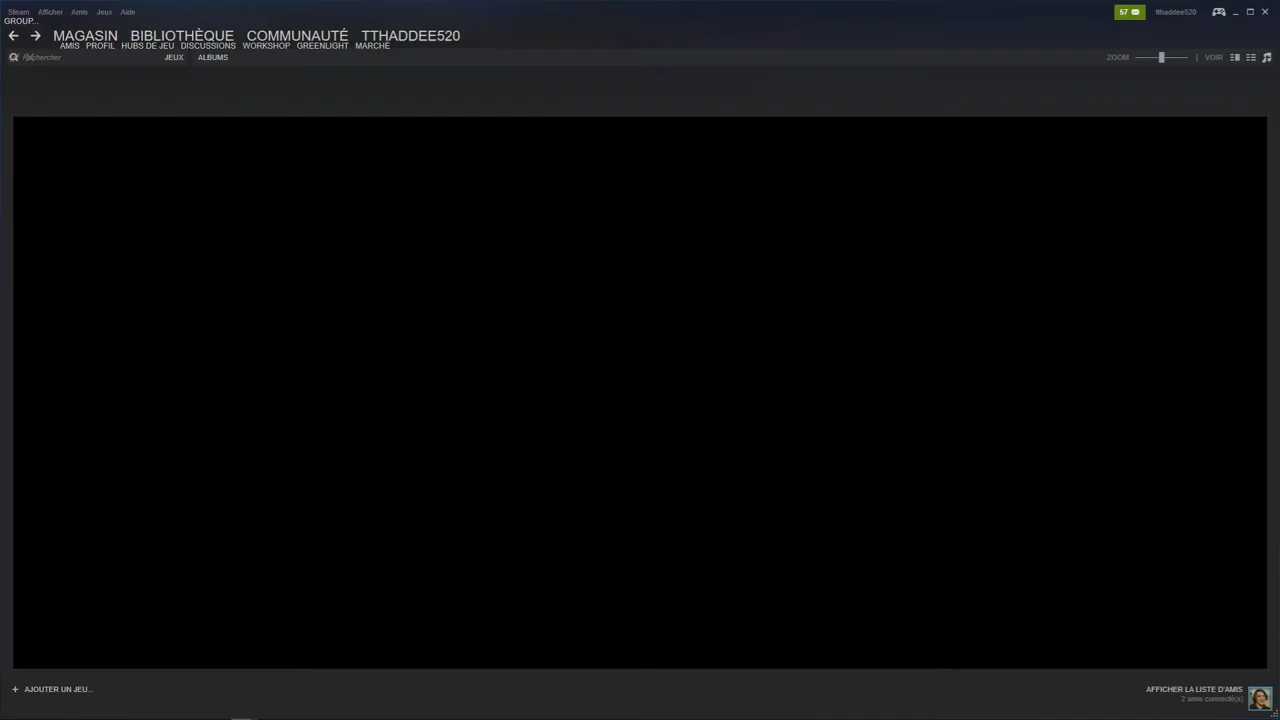 Steam Afficher Amis Jeux Aide
57 tthaddee520
GROUP...
MAGASIN BIBLIOTHÈQUE COMMUNAUTÉ TTHADDEE520
AMIS PROFIL HUBS DE JEU DISCUSSIONS WORKSHOP GREENLIGHT MARCHÉ
Rechercher JEUX ALBUMS ZOOM VOIR
+ AJOUTER UN JEU...
AFFICHER LA LISTE D'AMIS
2 amis connecté(s)